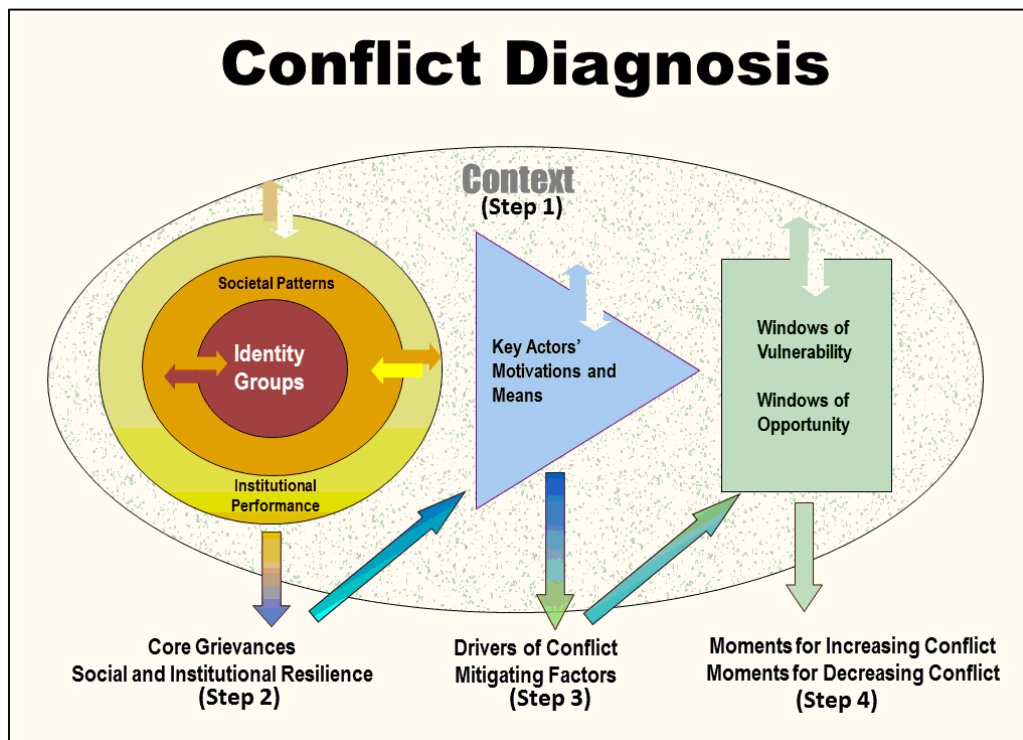 Conflict Diagnosis
Context
(Step 1)
Societal Patterns
Identity
Groups
Institutional
Performance
Key Actors’
Motivations and
Means
Windows of
Vulnerability
Windows of
Opportunity
Core Grievances
Social and Institutional Resilience
(Step 2)
Drivers of Conflict
Mitigating Factors
(Step 3)
Moments for Increasing Conflict
Moments for Decreasing Conflict
(Step 4)